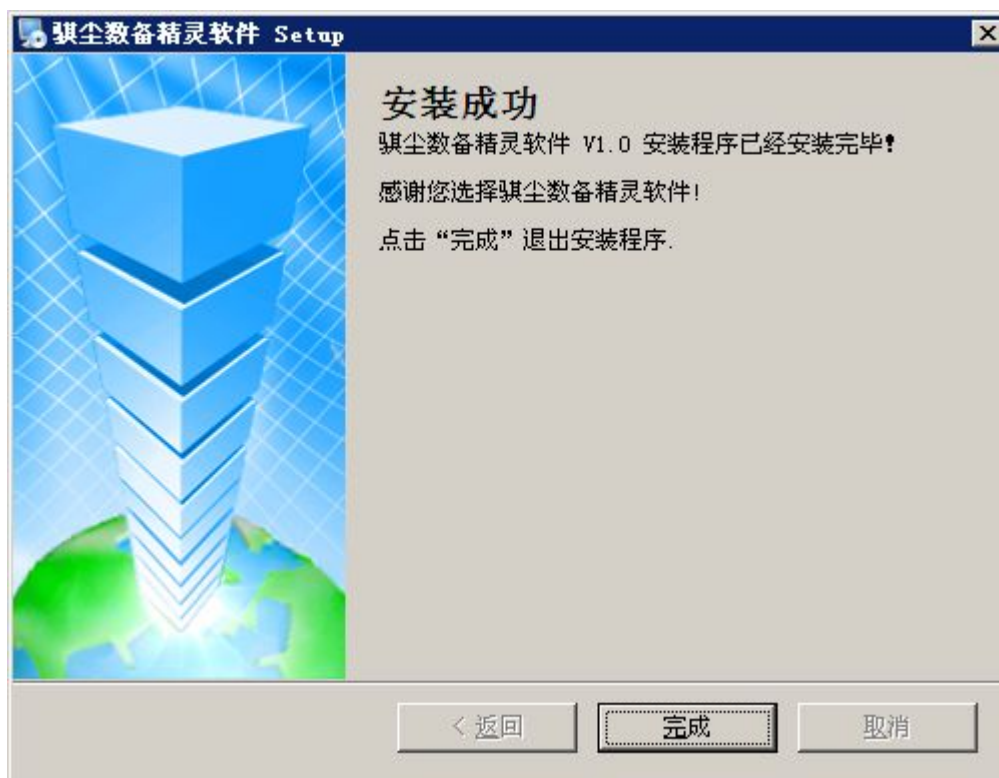 骐尘数备精灵软件 Setup
安装成功
骐尘数备精灵软件 V1.0 安装程序已经安装完毕!
感谢您选择骐尘数备精灵软件!
点击“完成”退出安装程序.
< 返回
完成
取消